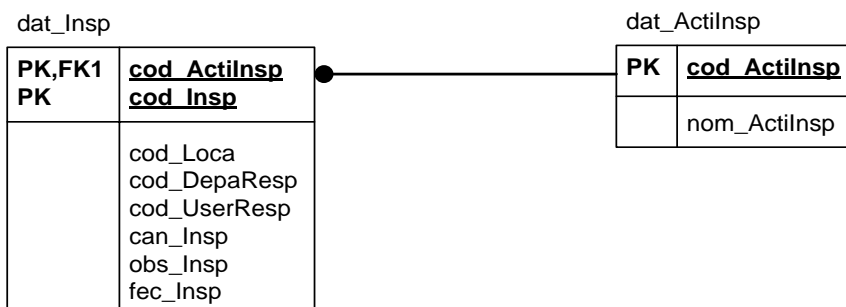 dat_Insp
PK,FK1 cod_ActiInsp
PK cod_Insp
cod_Loca
cod_DepaResp
cod_UserResp
can_Insp
obs_Insp
fec_Insp
dat_ActiInsp
PK cod_ActiInsp
nom_ActiInsp